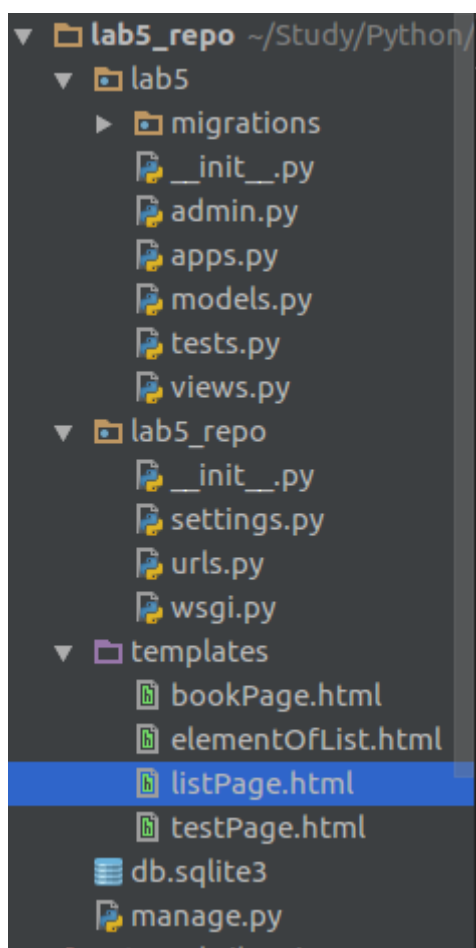 lab5_repo ~/Study/Python/
lab5
migrations
__init__.py
admin.py
apps.py
models.py
tests.py
views.py
lab5_repo
__init__.py
settings.py
urls.py
wsgi.py
templates
bookPage.html
elementOfList.html
listPage.html
testPage.html
db.sqlite3
manage.py